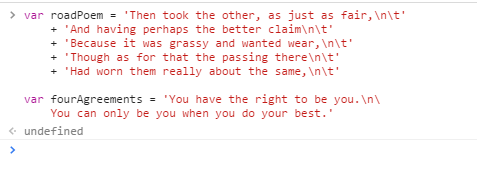 > var roadPoem = 'Then took the other, as just as fair,\n\t'
+ 'And having perhaps the better claim\n\t'
+ 'Because it was grassy and wanted wear,\n\t'
+ 'Though as for that the passing there\n\t'
+ 'Had worn them really about the same,\n\t'
var fourAgreements = 'You have the right to be you.\n\
You can only be you when you do your best.'
<· undefined
>